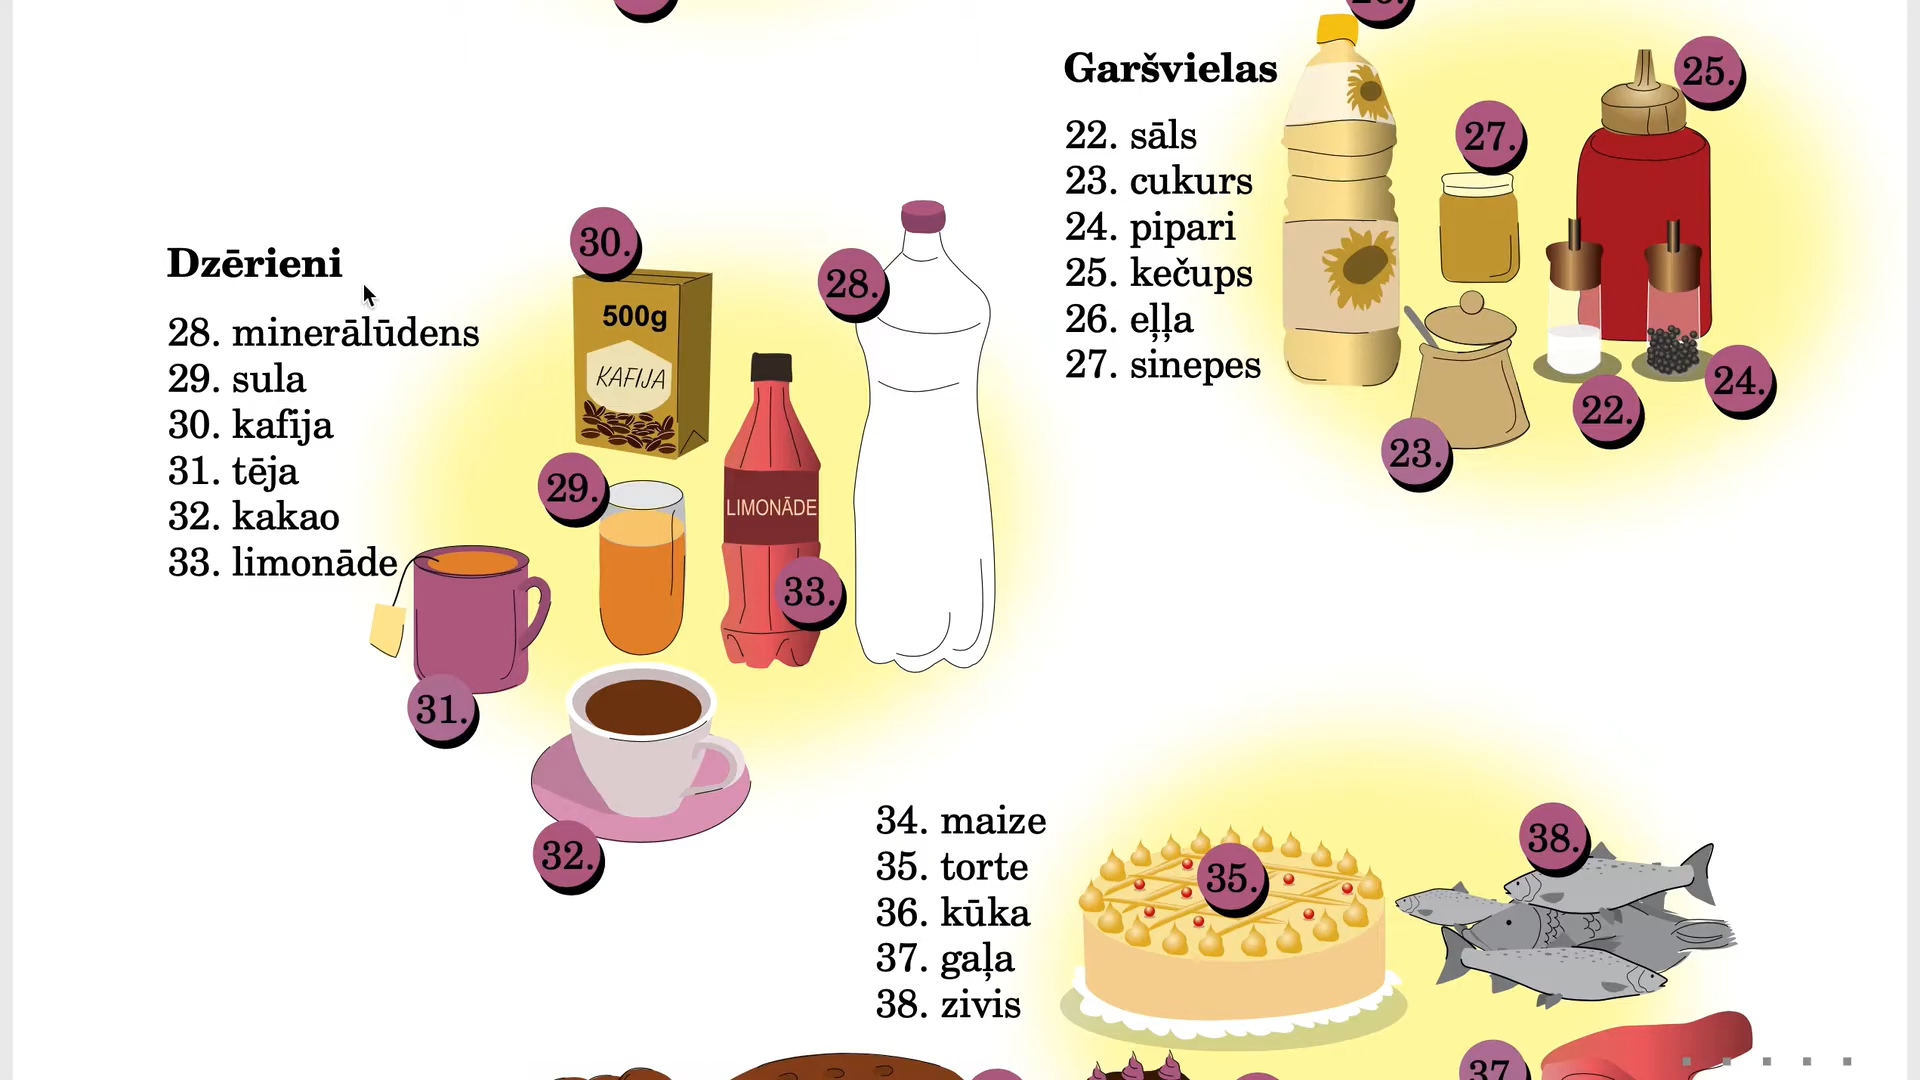 Garšvielas
22. sāls
23. cukurs
24. pipari
25. kečups
26. eļļa
27. sinepes
25.
27.
24.
22.
23.
Dzērieni
28. minerālūdens
29. sula
30. kafija
31. tēja
32. kakao
33. limonāde
30.
28.
500g
KAFIJA
29.
LIMONĀDE
33.
31.
32.
34. maize
35. torte
36. kūka
37. gaļa
38. zivis
35.
38.
37.